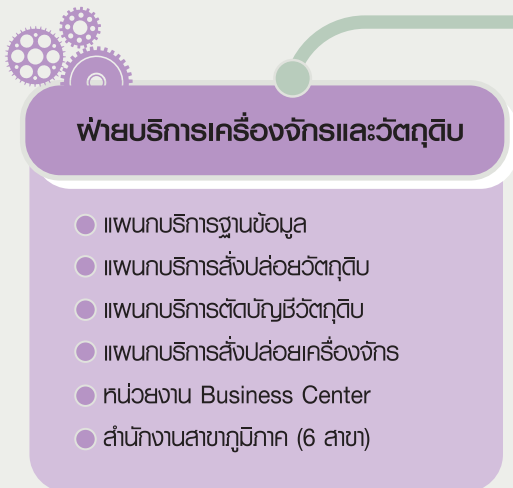 ฝ่ายบริการเครื่องจักรและวัตถุดิบ
แผนกบริการฐานข้อมูล
แผนกบริการสั่งปล่อยวัตถุดิบ
แผนกบริการตัดบัญชีวัตถุดิบ
แผนกบริการสั่งปล่อยเครื่องจักร
หน่วยงาน Business Center
สำนักงานสาขาภูมิภาค (6 สาขา)